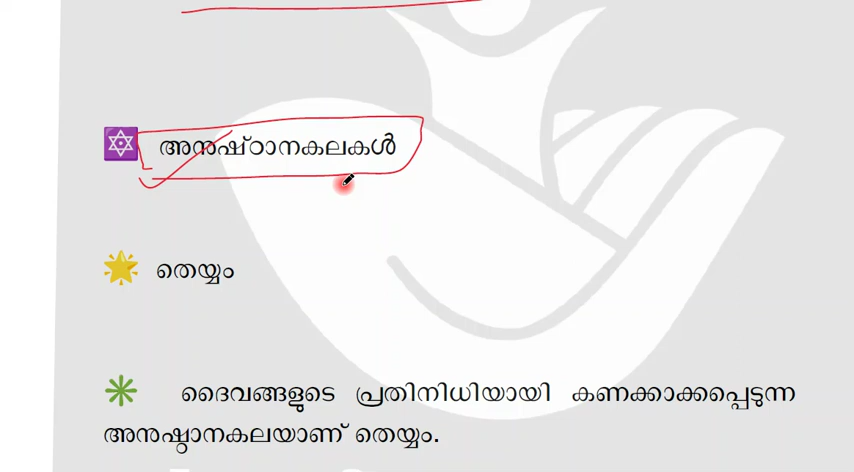 അനുഷ്ഠാനകലകൾ
തെയ്യം
ദൈവങ്ങളുടെ പ്രതിനിധിയായി കണക്കാക്കപ്പെടുന്ന
അനുഷ്ഠാനകലയാണ് തെയ്യം.